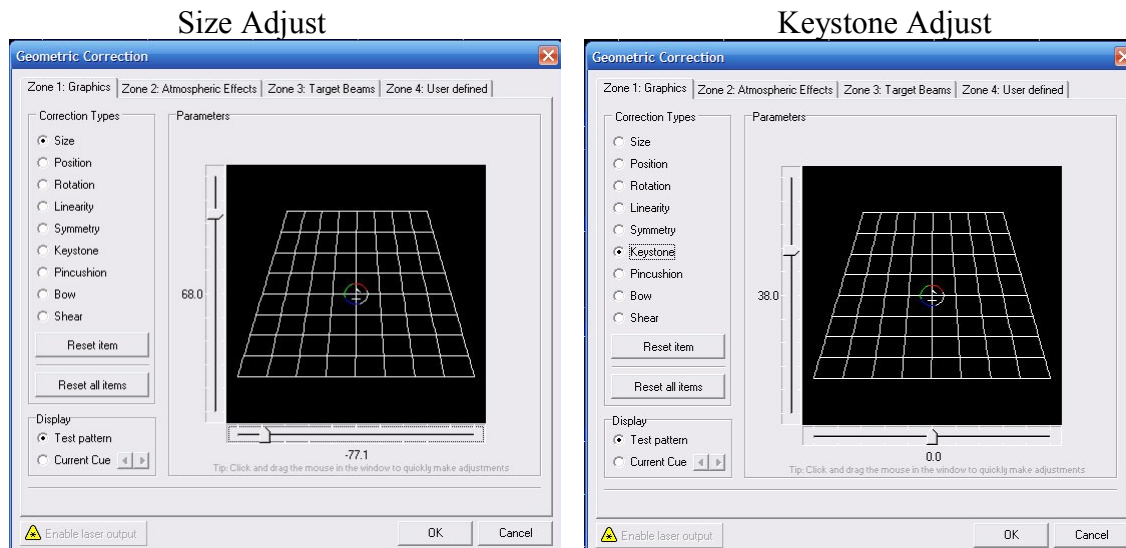 Size Adjust
Geometric Correction
Zone 1: Graphics
Zone 2: Atmospheric Effects
Zone 3: Target Beams
Zone 4: User defined
Correction Types
Size
Position
Rotation
Linearity
Symmetry
Keystone
Pincushion
Bow
Shear
Reset item
Reset all items
Display
Test pattern
Current Cue
Parameters
68.0
-77.1
Tip: Click and drag the mouse in the window to quickly make adjustments
Enable laser output
OK
Cancel
Keystone Adjust
Geometric Correction
Zone 1: Graphics
Zone 2: Atmospheric Effects
Zone 3: Target Beams
Zone 4: User defined
Correction Types
Size
Position
Rotation
Linearity
Symmetry
Keystone
Pincushion
Bow
Shear
Reset item
Reset all items
Display
Test pattern
Current Cue
Parameters
38.0
0.0
Tip: Click and drag the mouse in the window to quickly make adjustments
Enable laser output
OK
Cancel